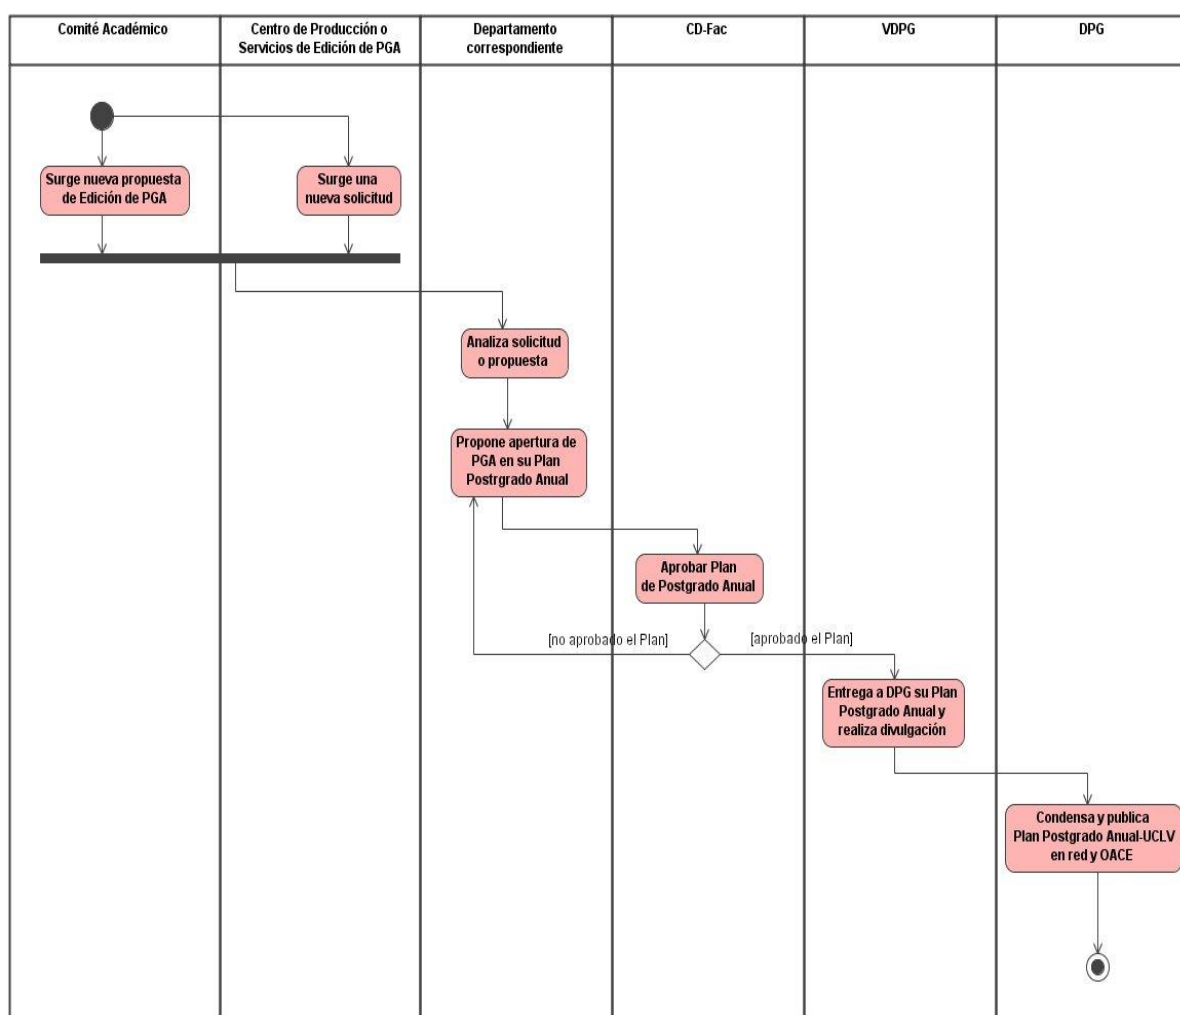 Comité Académico
Centro de Producción o
Servicios de Edición de PGA
Departamento
correspondiente
CD-Fac
VDPG
DPG
Surge nueva propuesta
de Edición de PGA
Surge una
nueva solicitud
Analiza solicitud
o propuesta
Propone apertura de
PGA en su Plan
Postrgrado Anual
Aprobar Plan
de Postgrado Anual
[no aprobado el Plan]
[aprobado el Plan]
Entrega a DPG su Plan
Postgrado Anual y
realiza divulgación
Condensa y publica
Plan Postgrado Anual-UCLV
en red y OACE